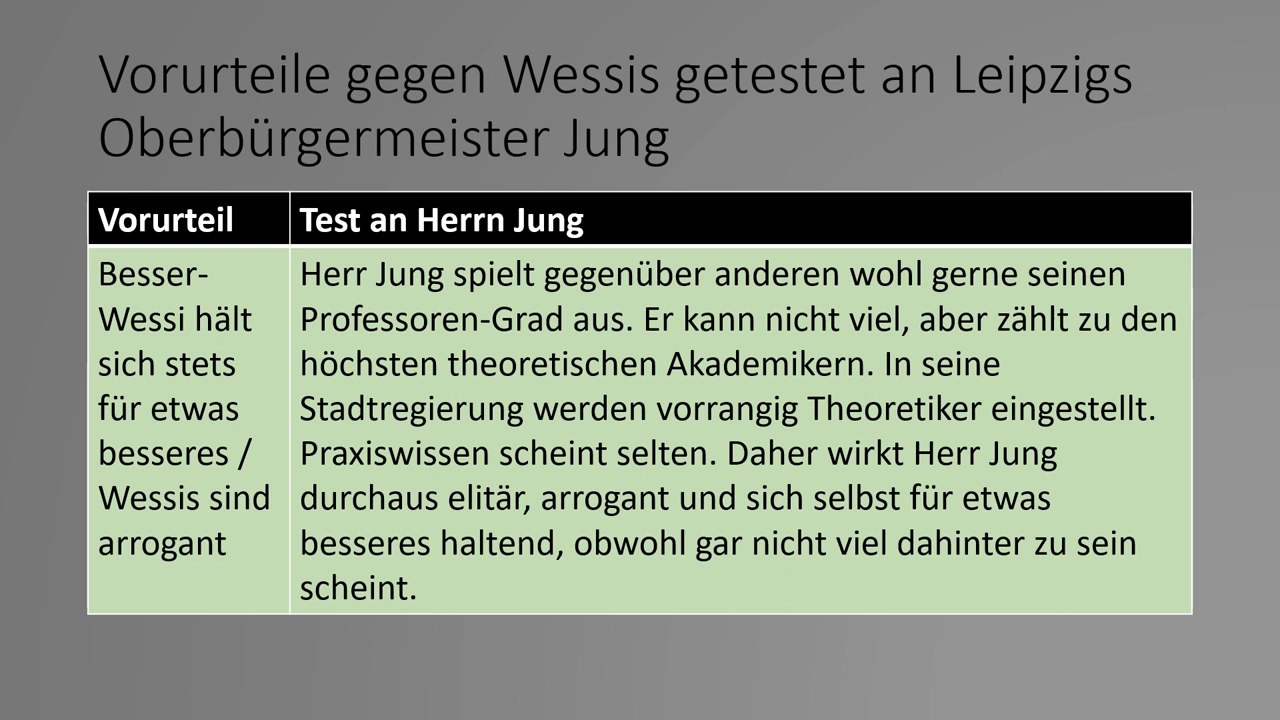 Vorurteile gegen Wessis getestet an Leipzigs
Oberbürgermeister Jung
Vorurteil
Test an Herrn Jung
Besser-
Wessi hält
sich stets
für etwas
besseres /
Wessis sind
arrogant
Herr Jung spielt gegenüber anderen wohl gerne seinen
Professoren-Grad aus. Er kann nicht viel, aber zählt zu den
höchsten theoretischen Akademikern. In seine
Stadtregierung werden vorrangig Theoretiker eingestellt.
Praxiswissen scheint selten. Daher wirkt Herr Jung
durchaus elitär, arrogant und sich selbst für etwas
besseres haltend, obwohl gar nicht viel dahinter zu sein
scheint.